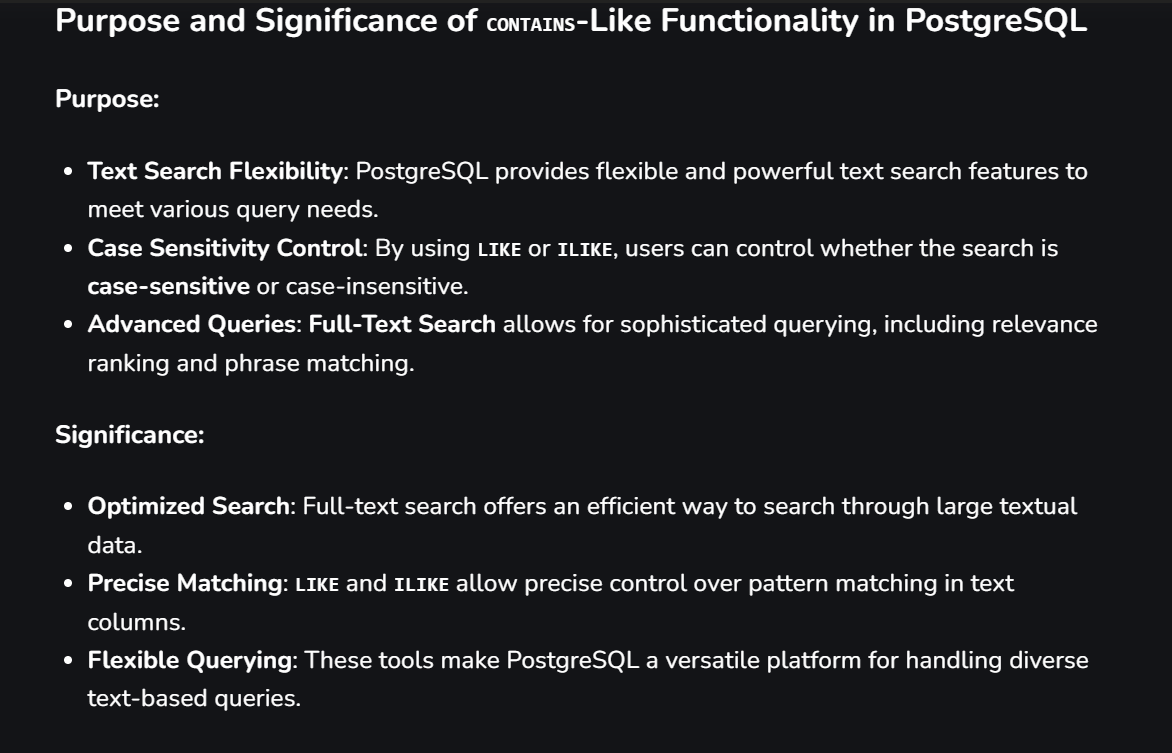 Purpose and Significance of CONTAINS-Like Functionality in PostgreSQL
Purpose:
• Text Search Flexibility: PostgreSQL provides flexible and powerful text search features to
meet various query needs.
• Case Sensitivity Control: By using LIKE or ILIKE, users can control whether the search is
case-sensitive or case-insensitive.
• Advanced Queries: Full-Text Search allows for sophisticated querying, including relevance
ranking and phrase matching.
Significance:
• Optimized Search: Full-text search offers an efficient way to search through large textual
data.
• Precise Matching: LIKE and ILIKE allow precise control over pattern matching in text
columns.
• Flexible Querying: These tools make PostgreSQL a versatile platform for handling diverse
text-based queries.